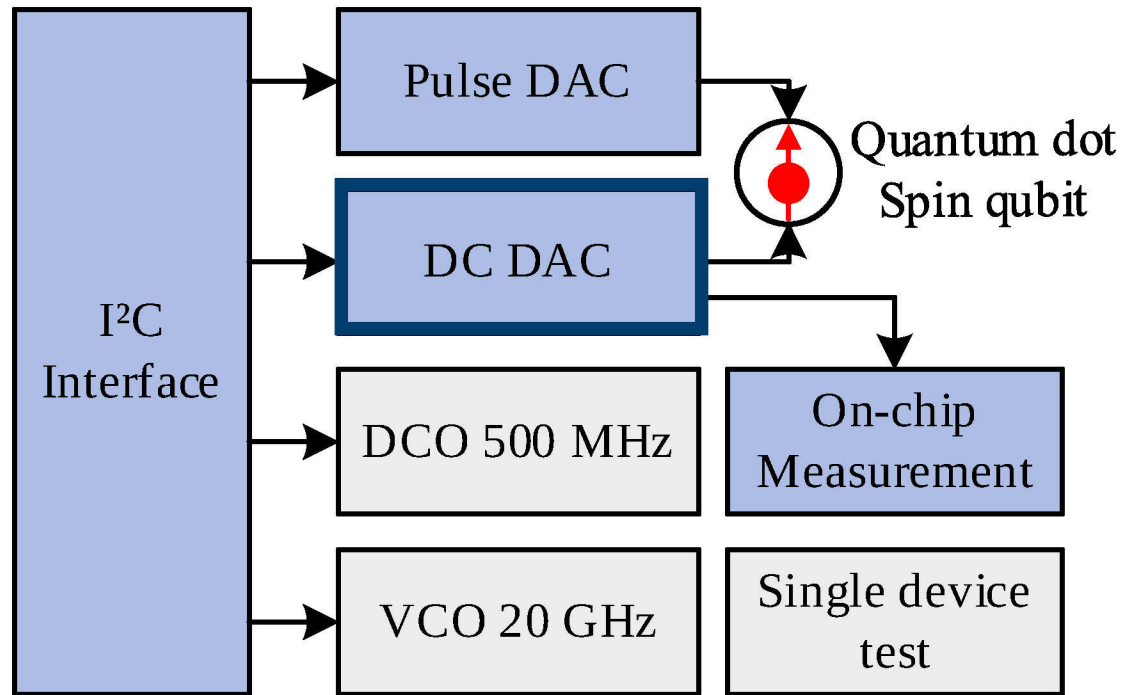 I²C
Interface
Pulse DAC
DC DAC
DCO 500 MHz
VCO 20 GHz
Quantum dot
Spin qubit
On-chip
Measurement
Single device
test